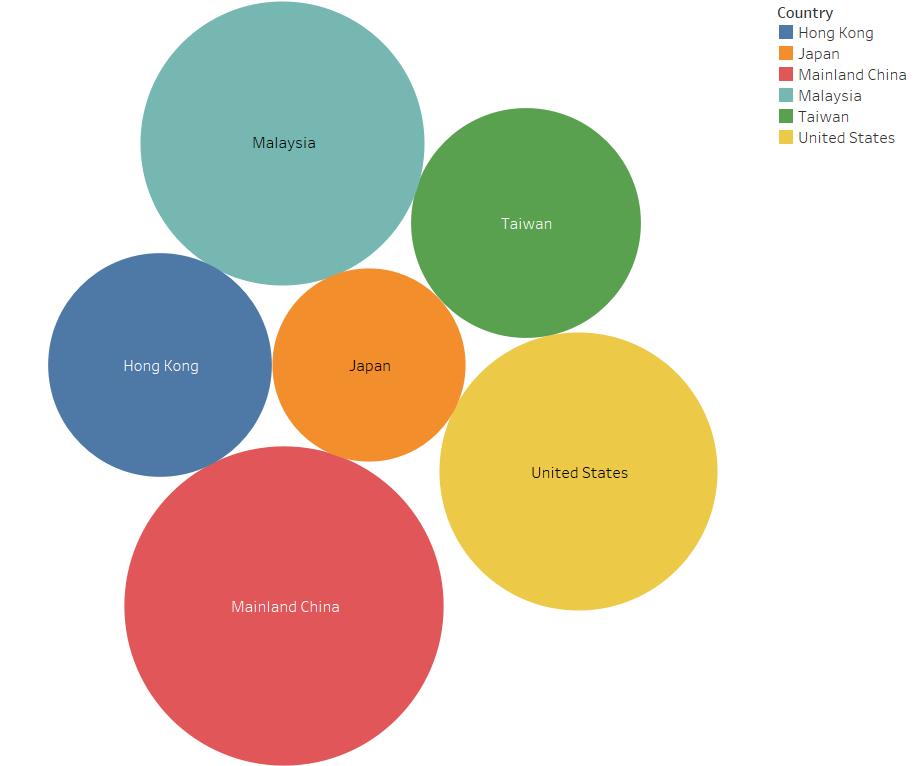 Country
Hong Kong
Japan
Mainland China
Malaysia
Taiwan
United States
Malaysia
Taiwan
Hong Kong
Japan
United States
Mainland China